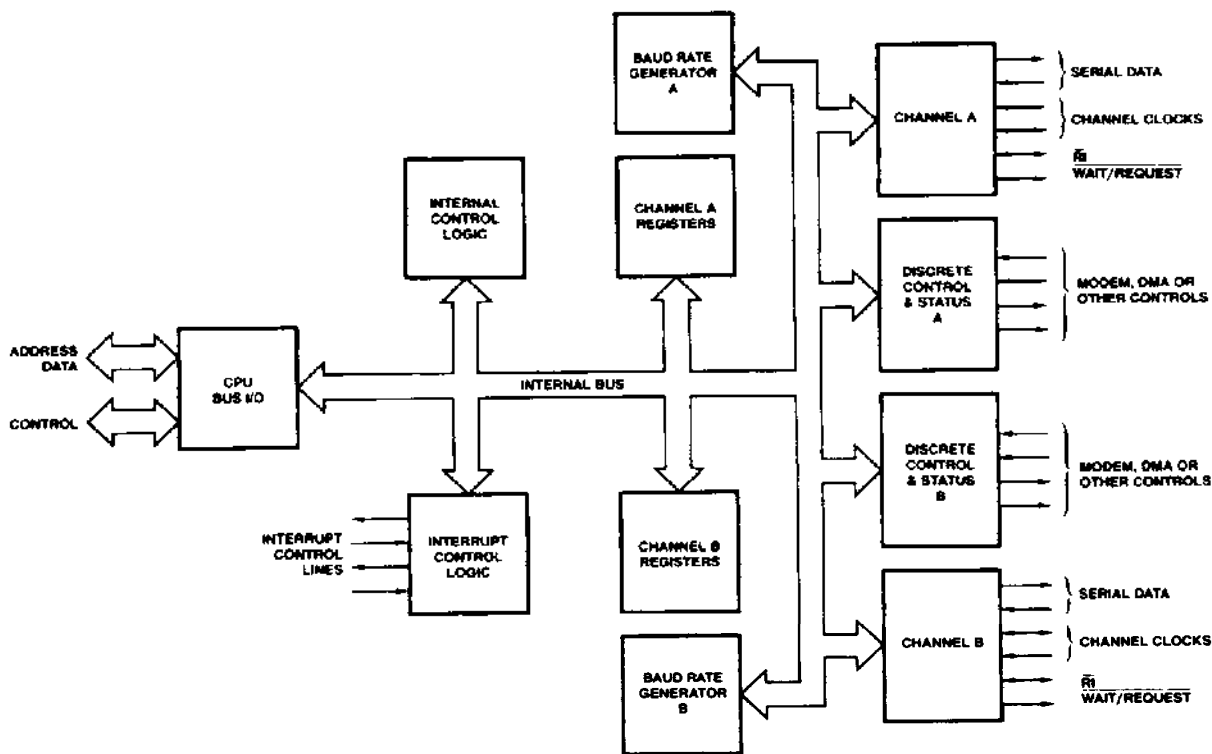 BAUD RATE
GENERATOR
A
CHANNEL A
SERIAL DATA
CHANNEL CLOCKS
RI
WAIT/REQUEST
INTERNAL
CONTROL
LOGIC
CHANNEL A
REGISTERS
DISCRETE
CONTROL
& STATUS
A
MODEM, DMA OR
OTHER CONTROLS
ADDRESS
DATA
CONTROL
CPU
BUS I/O
INTERNAL BUS
DISCRETE
CONTROL
& STATUS
B
MODEM, DMA OR
OTHER CONTROLS
INTERRUPT
CONTROL
LINES
INTERRUPT
CONTROL
LOGIC
CHANNEL B
REGISTERS
BAUD RATE
GENERATOR
B
CHANNEL B
SERIAL DATA
CHANNEL CLOCKS
RI
WAIT/REQUEST